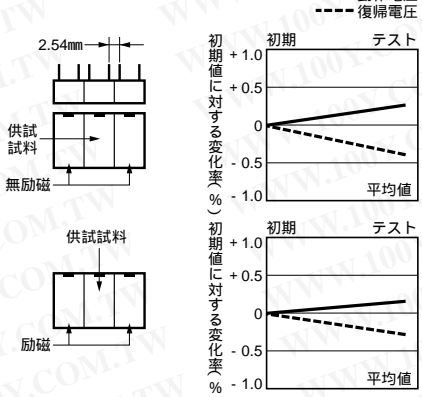 復帰電圧
2.54mm
供試
試料
無励磁
初期値に対する変化率(%)
初期
テスト
+ 1.0
+ 0.5
0
- 0.5
- 1.0
平均値
供試試料
励磁
初期値に対する変化率(%
初期
テスト
+ 1.0
+ 0.5
0
- 0.5
- 1.0
平均値